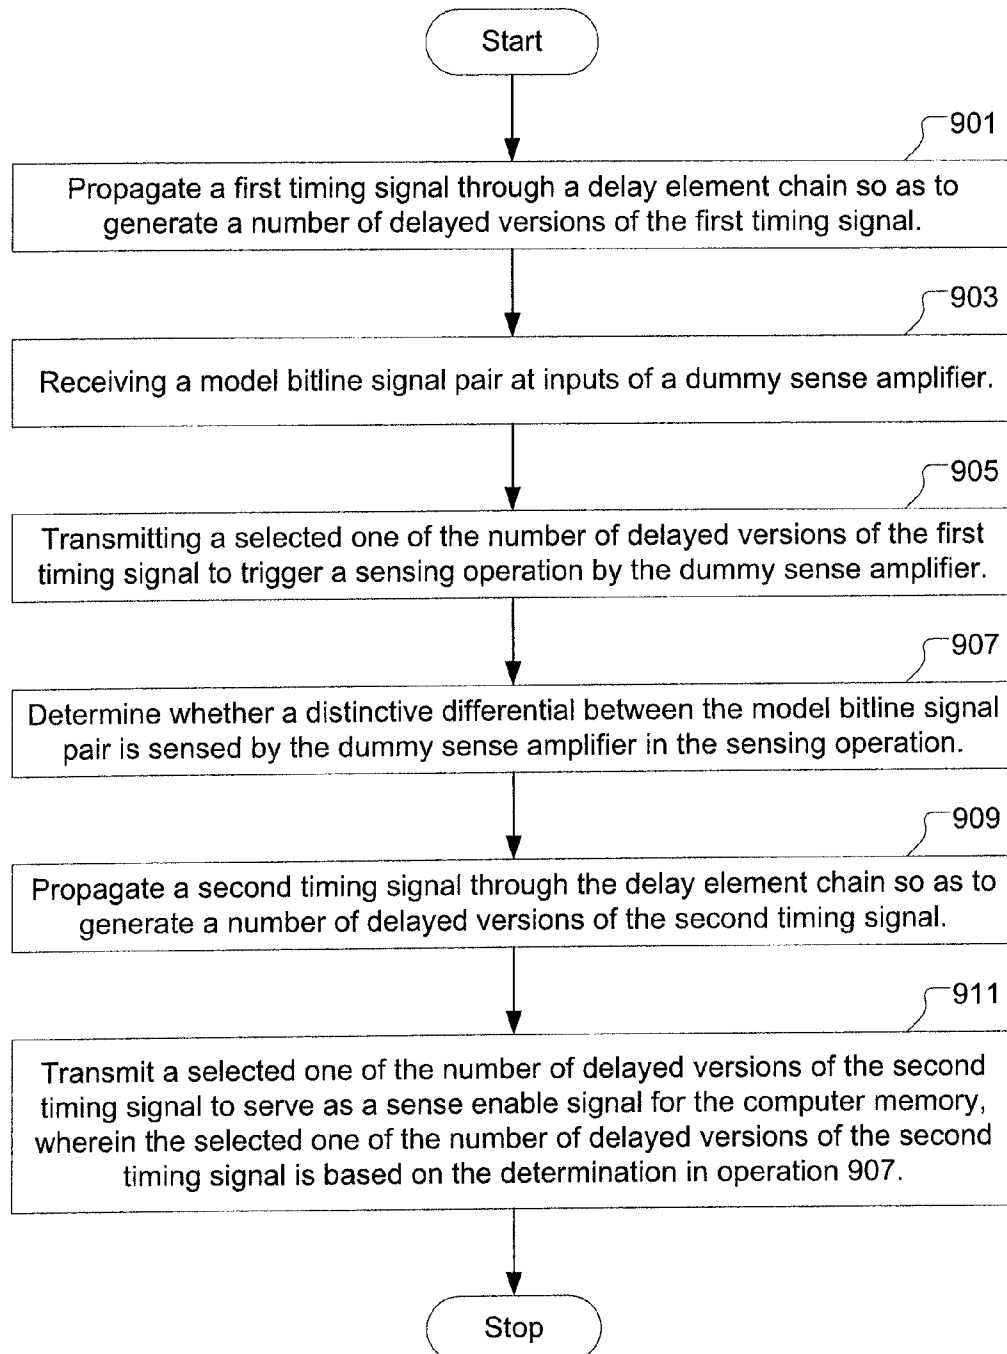 Start
901
Propagate a first timing signal through a delay element chain so as to
generate a number of delayed versions of the first timing signal.
903
Receiving a model bitline signal pair at inputs of a dummy sense amplifier.
905
Transmitting a selected one of the number of delayed versions of the first
timing signal to trigger a sensing operation by the dummy sense amplifier.
907
Determine whether a distinctive differential between the model bitline signal
pair is sensed by the dummy sense amplifier in the sensing operation.
909
Propagate a second timing signal through the delay element chain so as to
generate a number of delayed versions of the second timing signal.
911
Transmit a selected one of the number of delayed versions of the second
timing signal to serve as a sense enable signal for the computer memory,
wherein the selected one of the number of delayed versions of the second
timing signal is based on the determination in operation 907.
Stop